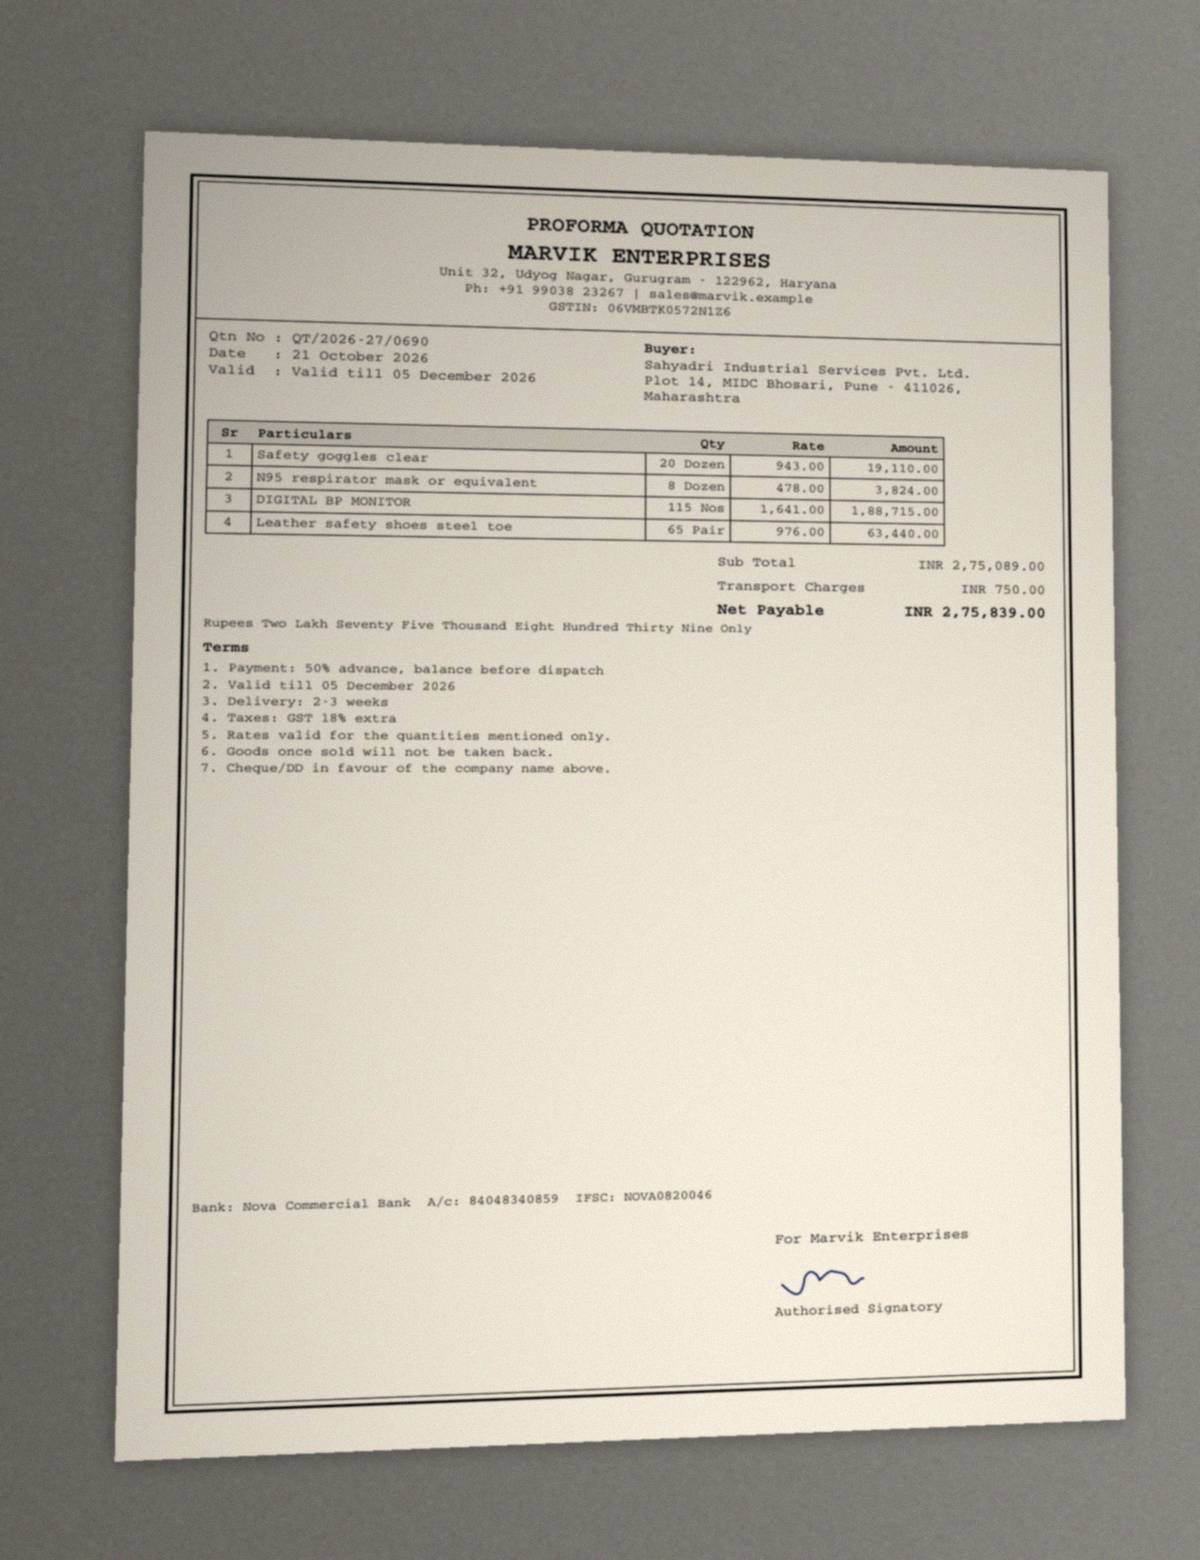 PROFORMA QUOTATION
MARVIK ENTERPRISES
Unit 32, Udyog Nagar, Gurugram - 122962, Haryana
Ph: +91 99038 23267 | sales@marvik.example
GSTIN: 06VMBTK0572N1Z6
Qtn No : QT/2026-27/0690
Date : 21 October 2026
Valid : Valid till 05 December 2026
Buyer:
Sahyadri Industrial Services Pvt. Ltd.
Plot 14, MIDC Bhosari, Pune - 411026,
Maharashtra
Sr Particulars Qty Rate Amount
1 Safety goggles clear 20 Dozen 943.00 19,110.00
2 N95 respirator mask or equivalent 8 Dozen 478.00 3,824.00
3 DIGITAL BP MONITOR 115 Nos 1,641.00 1,88,715.00
4 Leather safety shoes steel toe 65 Pair 976.00 63,440.00
Sub Total INR 2,75,089.00
Transport Charges INR 750.00
Net Payable INR 2,75,839.00
Rupees Two Lakh Seventy Five Thousand Eight Hundred Thirty Nine Only
Terms
1. Payment: 50% advance, balance before dispatch
2. Valid till 05 December 2026
3. Delivery: 2-3 weeks
4. Taxes: GST 18% extra
5. Rates valid for the quantities mentioned only.
6. Goods once sold will not be taken back.
7. Cheque/DD in favour of the company name above.
Bank: Nova Commercial Bank A/c: 84048340859 IFSC: NOVA0820046
For Marvik Enterprises
Authorised Signatory